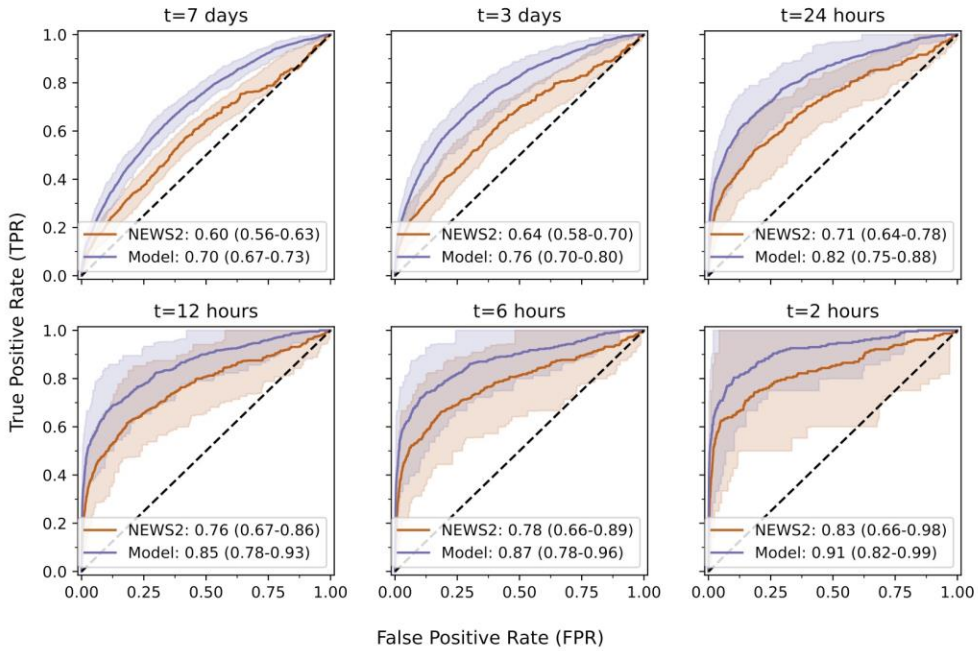 t=7 days
t=3 days
t=24 hours
1.0
0.8
0.6
0.4
0.2
0.0
NEWS2: 0.60 (0.56-0.63)
Model: 0.70 (0.67-0.73)
NEWS2: 0.64 (0.58-0.70)
Model: 0.76 (0.70-0.80)
NEWS2: 0.71 (0.64-0.78)
Model: 0.82 (0.75-0.88)
True Positive Rate (TPR)
t=12 hours
t=6 hours
t=2 hours
1.0
0.8
0.6
0.4
0.2
0.0
NEWS2: 0.76 (0.67-0.86)
Model: 0.85 (0.78-0.93)
NEWS2: 0.78 (0.66-0.89)
Model: 0.87 (0.78-0.96)
NEWS2: 0.83 (0.66-0.98)
Model: 0.91 (0.82-0.99)
0.00 0.25 0.50 0.75 1.00
0.00 0.25 0.50 0.75 1.00
0.00 0.25 0.50 0.75 1.00
False Positive Rate (FPR)